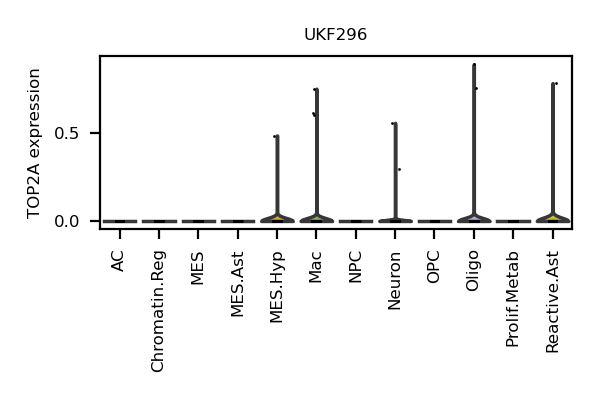 UKF296
TOP2A expression
0.5
0.0
AC
Chromatin.Reg
MES
MES.Ast
MES.Hyp
Mac
NPC
Neuron
OPC
Oligo
Prolif.Metab
Reactive.Ast